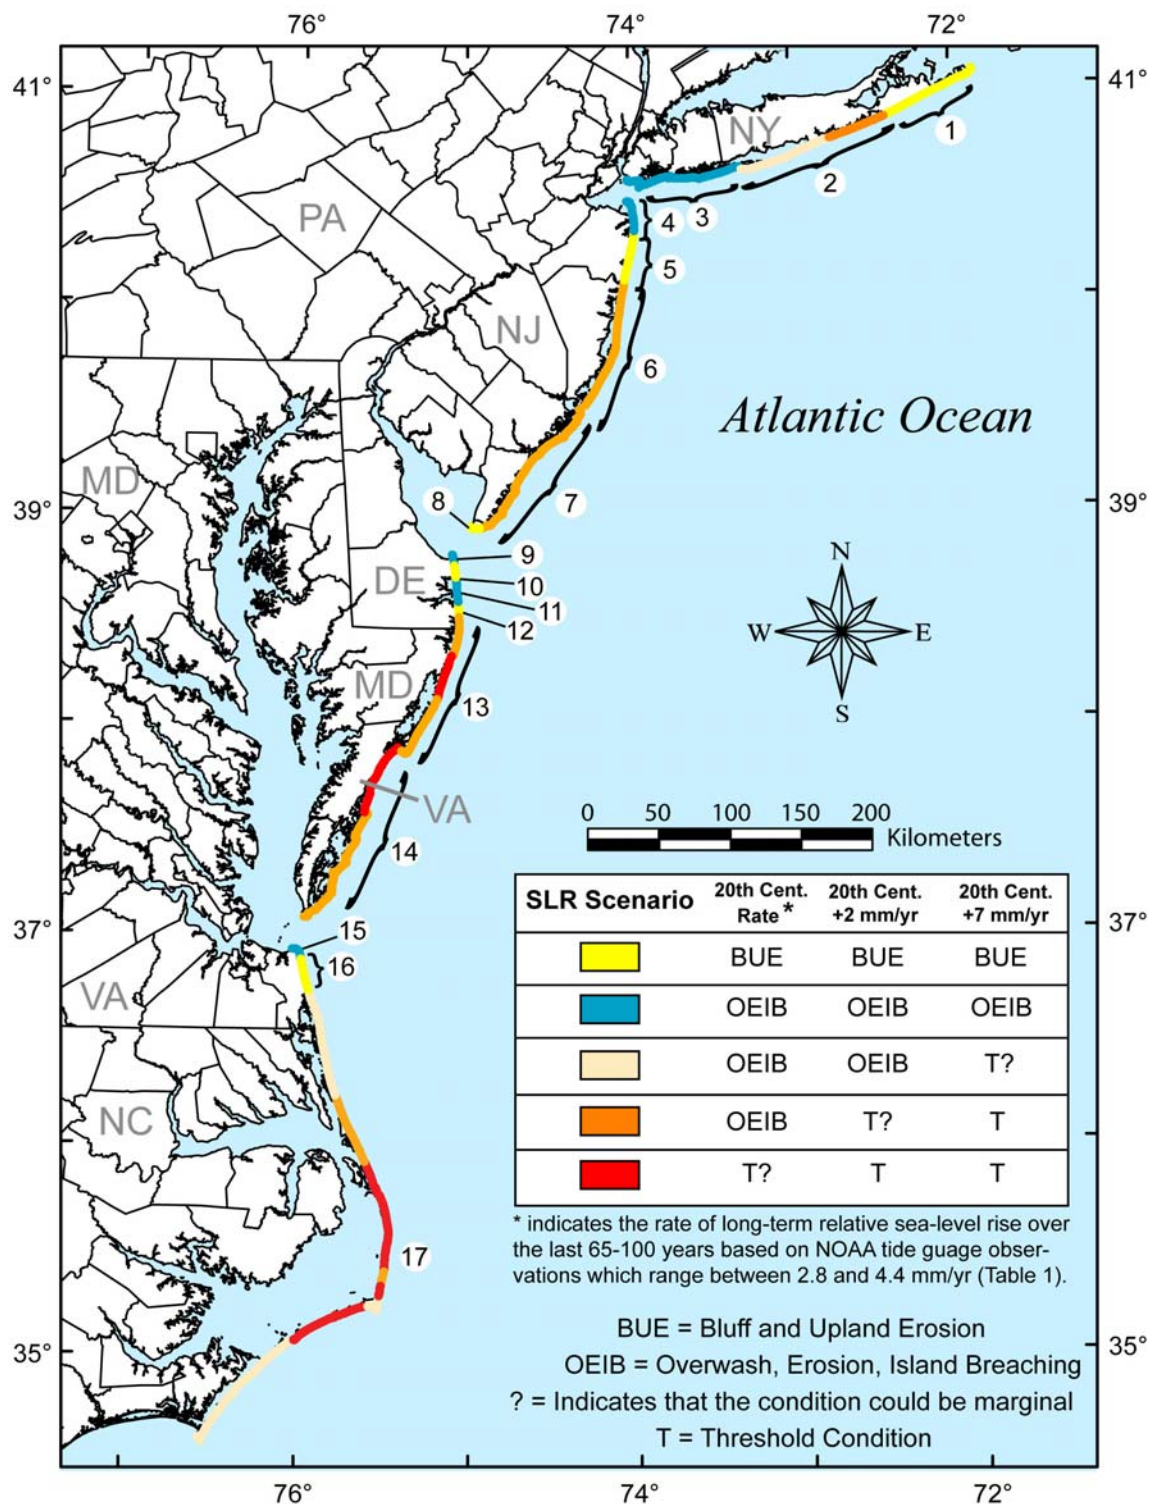 76°
74°
72°
41°
41°
NY
1
2
PA
3
4
5
NJ
6
Atlantic Ocean
MD
39°
39°
8
7
9
N
DE
10
11
12
W
E
MD
13
S
VA
0 50 100 150 200
Kilometers
14
SLR Scenario 20th Cent. Rate* 20th Cent. +2 mm/yr 20th Cent. +7 mm/yr
37°
37°
15
16
BUE BUE BUE
VA
OEIB OEIB OEIB
OEIB OEIB T?
NC
OEIB T? T
T? T T
* indicates the rate of long-term relative sea-level rise over
the last 65-100 years based on NOAA tide guage obser-
vations which range between 2.8 and 4.4 mm/yr (Table 1).
17
BUE = Bluff and Upland Erosion
35°
35°
OEIB = Overwash, Erosion, Island Breaching
? = Indicates that the condition could be marginal
T = Threshold Condition
76°
74°
72°